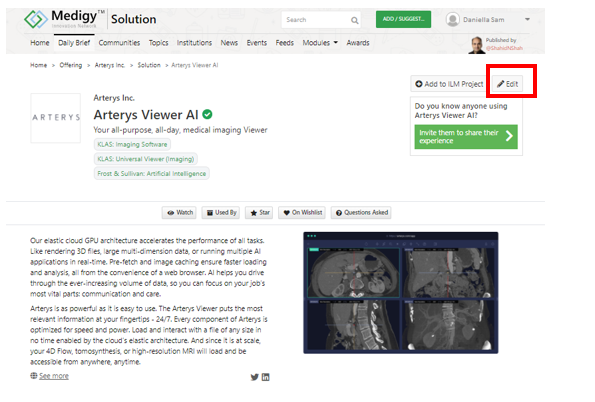 Medigy™ Solution
Innovation Network
Search
ADD / SUGGEST...
Daniella Sam
Home Daily Brief Communities Topics Institutions News Events Feeds Modules Awards
Published by
@ShahidNShah
Home > Offering > Arterys Inc. > Solution > Arterys Viewer AI
Add to ILM Project
Edit
ARTERYS
Arterys Inc.
Arterys Viewer AI
Your all-purpose, all-day, medical imaging Viewer
KLAS: Imaging Software
KLAS: Universal Viewer (Imaging)
Frost & Sullivan: Artificial Intelligence
Do you know anyone using
Arterys Viewer AI?
Invite them to share their
experience
Watch Used By Star On Wishlist Questions Asked
Our elastic cloud GPU architecture accelerates the performance of all tasks.
Like rendering 3D files, large multi-dimension data, or running multiple AI
applications in real-time. Pre-fetch and image caching ensure faster loading
and analysis, all from the convenience of a web browser. AI helps you drive
through the ever-increasing volume of data, so you can focus on your job's
most vital parts: communication and care.
Arterys is as powerful as it is easy to use. The Arterys Viewer puts the most
relevant information at your fingertips - 24/7. Every component of Arterys is
optimized for speed and power. Load and interact with a file of any size in
no time enabled by the cloud's elastic architecture. And since it is at scale,
your 4D Flow, tomosynthesis, or high-resolution MRI will load and be
accessible from anywhere, anytime.
See more